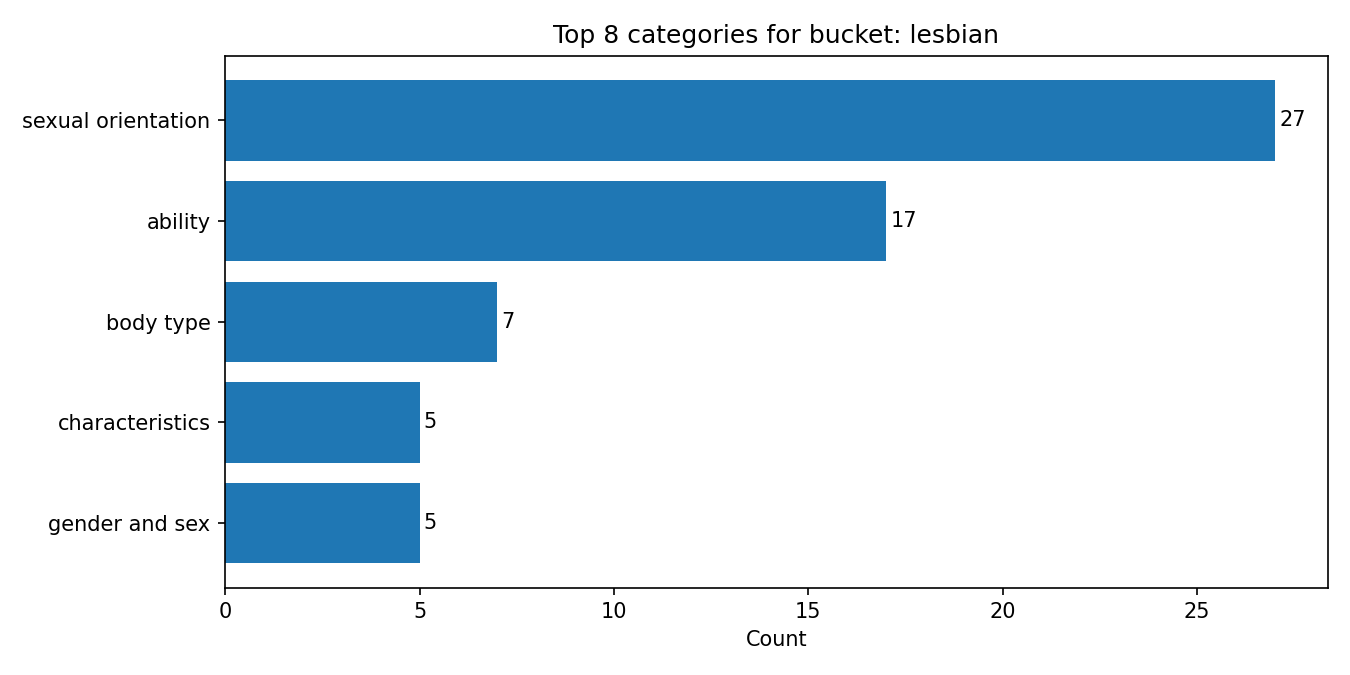 Top 8 categories for bucket: lesbian
sexual orientation
27
ability
17
body type
7
characteristics
5
gender and sex
5
0 5 10 15 20 25
Count